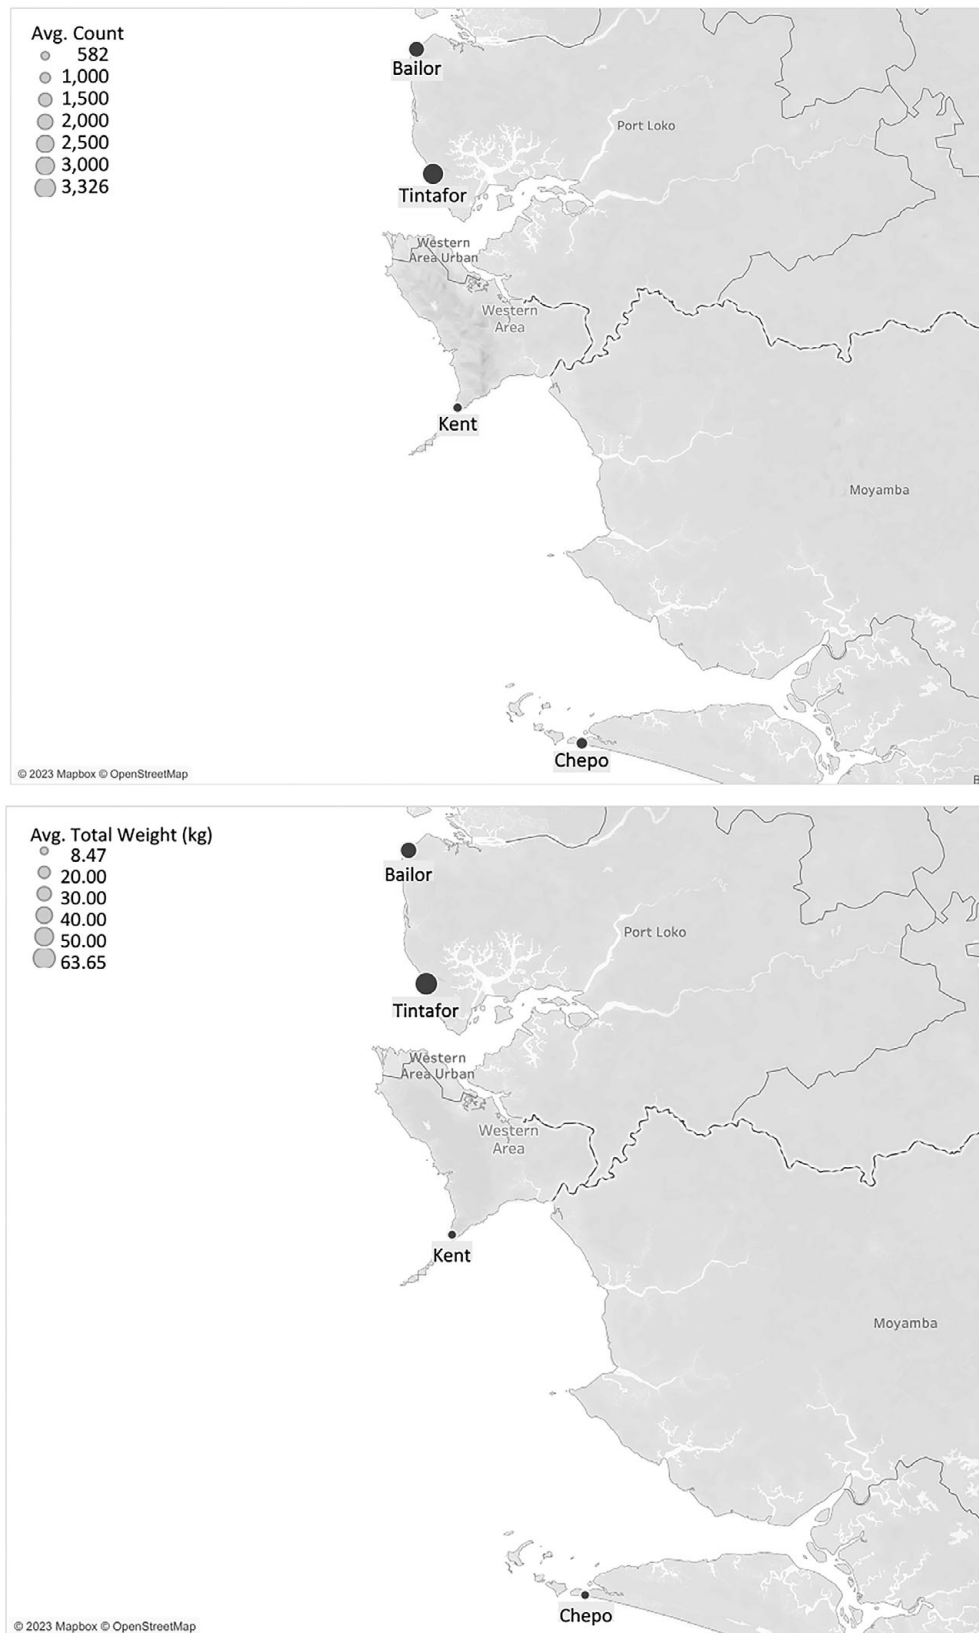 Avg. Count
582
1,000
1,500
2,000
2,500
3,000
3,326
Bailor
Port Loko
Tintafor
Western
Area Urban
Western
Area
Kent
Moyamba
Chepo
© 2023 Mapbox © OpenStreetMap
B
Avg. Total Weight (kg)
8.47
20.00
30.00
40.00
50.00
63.65
Bailor
Port Loko
Tintafor
Western
Area Urban
Western
Area
Kent
Moyamba
Chepo
© 2023 Mapbox © OpenStreetMap